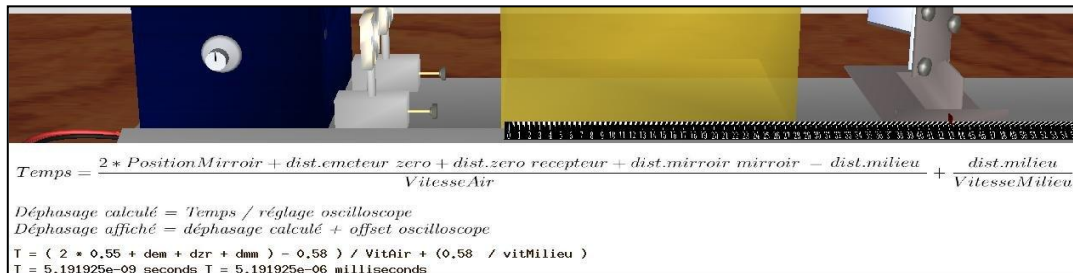 Temps = 2 * PositionMirroir + dist.emeteur zero + dist.zero recepteur + dist.mirroir mirroir − dist.milieu / VitesseAir + dist.milieu / VitesseMilieu
Déphasage calculé = Temps / réglage oscilloscope
Déphasage affiché = déphasage calculé + offset oscilloscope
T = ( 2 * 0.55 + dem + dzr + dmm ) - 0.58 ) / VitAir + (0.58 / vitMilieu )
T = 5.191925e-09 seconds T = 5.191925e-06 milliseconds